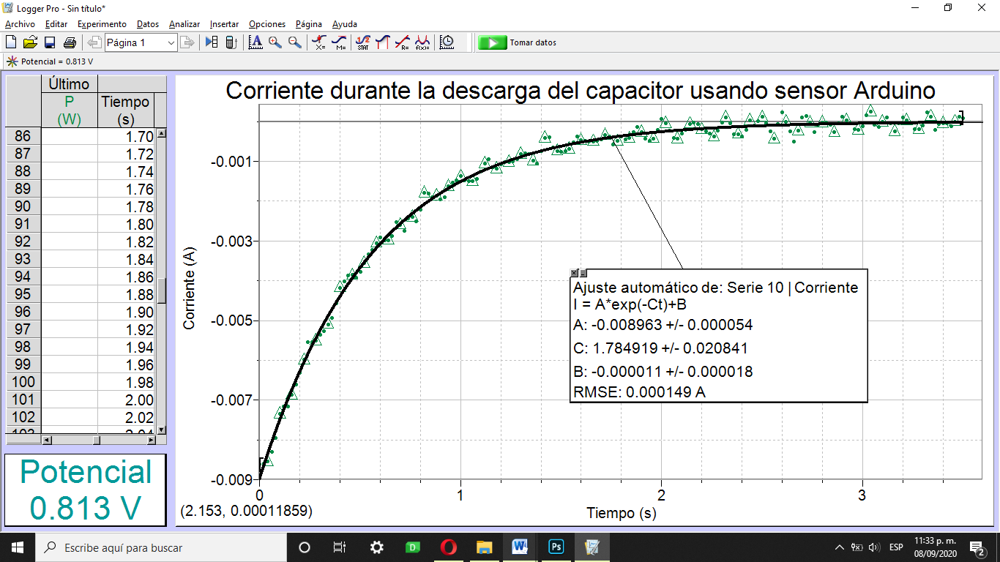 Logger Pro - Sin título*
Archivo Editar Experimento Datos Analizar Insertar Opciones Página Ayuda
Página 1 X= M= 1/2 STAT R= f(x)= Tomar datos
Potencial = 0.813 V
Último
P Tiempo
(W) (s)
86 1.70
87 1.72
88 1.74
89 1.76
90 1.78
91 1.80
92 1.82
93 1.84
94 1.86
95 1.88
96 1.90
97 1.92
98 1.94
99 1.96
100 1.98
101 2.00
102 2.02
103 2.04
Potencial
0.813 V
Corriente durante la descarga del capacitor usando sensor Arduino
Corriente (A)
-0.001
-0.003
-0.005
-0.007
-0.009
0 1 2 3
(2.153, 0.00011859)
Tiempo (s)
Ajuste automático de: Serie 10 | Corriente
I = A*exp(-Ct)+B
A: -0.008963 +/- 0.000054
C: 1.784919 +/- 0.020841
B: -0.000011 +/- 0.000018
RMSE: 0.000149 A
Escribe aquí para buscar
D
W
Ps
ESP
11:33 p. m.
08/09/2020
2